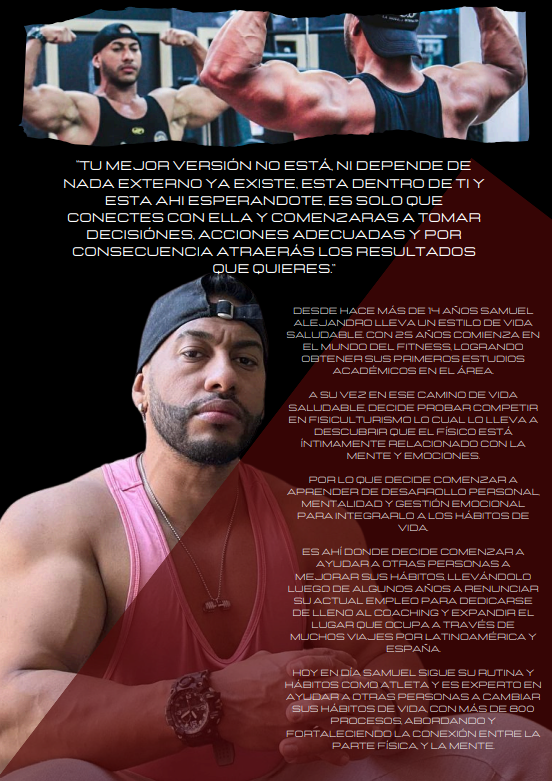 "TU MEJOR VERSIÓN NO ESTÁ, NI DEPENDE DE
NADA EXTERNO YA EXISTE, ESTA DENTRO DE TI Y
ESTA AHI ESPERANDOTE, ES SOLO QUE
CONECTES CON ELLA Y COMENZARAS A TOMAR
DECISIÓNES, ACCIONES ADECUADAS Y POR
CONSECUENCIA ATRAERÁS LOS RESULTADOS
QUE QUIERES."
DESDE HACE MÁS DE 14 AÑOS SAMUEL
ALEJANDRO LLEVA UN ESTILO DE VIDA
SALUDABLE, CON 25 AÑOS COMIENZA EN
EL MUNDO DEL FITNESS, LOGRANDO
OBTENER SUS PRIMEROS ESTUDIOS
ACADÉMICOS EN EL ÁREA.
A SU VEZ EN ESE CAMINO DE VIDA
SALUDABLE, DECIDE PROBAR COMPETIR
EN FISICULTURISMO LO CUAL LO LLEVA A
DESCUBRIR QUE EL FÍSICO ESTÁ
ÍNTIMAMENTE RELACIONADO CON LA
MENTE Y EMOCIONES.
POR LO QUE DECIDE COMENZAR A
APRENDER DE DESARROLLO PERSONAL,
MENTALIDAD Y GESTIÓN EMOCIONAL
PARA INTEGRARLO A LOS HÁBITOS DE
VIDA.
ES AHÍ DONDE DECIDE COMENZAR A
AYUDAR A OTRAS PERSONAS A
MEJORAR SUS HÁBITOS, LLEVÁNDOLO
LUEGO DE ALGUNOS AÑOS A RENUNCIAR
SU ACTUAL EMPLEO PARA DEDICARSE
DE LLENO AL COACHING Y EXPANDIR EL
LUGAR QUE OCUPA A TRAVÉS DE
MUCHOS VIAJES POR LATINOAMÉRICA Y
ESPAÑA.
HOY EN DÍA SAMUEL SIGUE SU RUTINA Y
HÁBITOS COMO ATLETA Y ES EXPERTO EN
AYUDAR A OTRAS PERSONAS A CAMBIAR
SUS HÁBITOS DE VIDA, CON MÁS DE 800
PROCESOS, ABORDANDO Y
FORTALECIENDO LA CONEXIÓN ENTRE LA
PARTE FÍSICA, Y LA MENTE